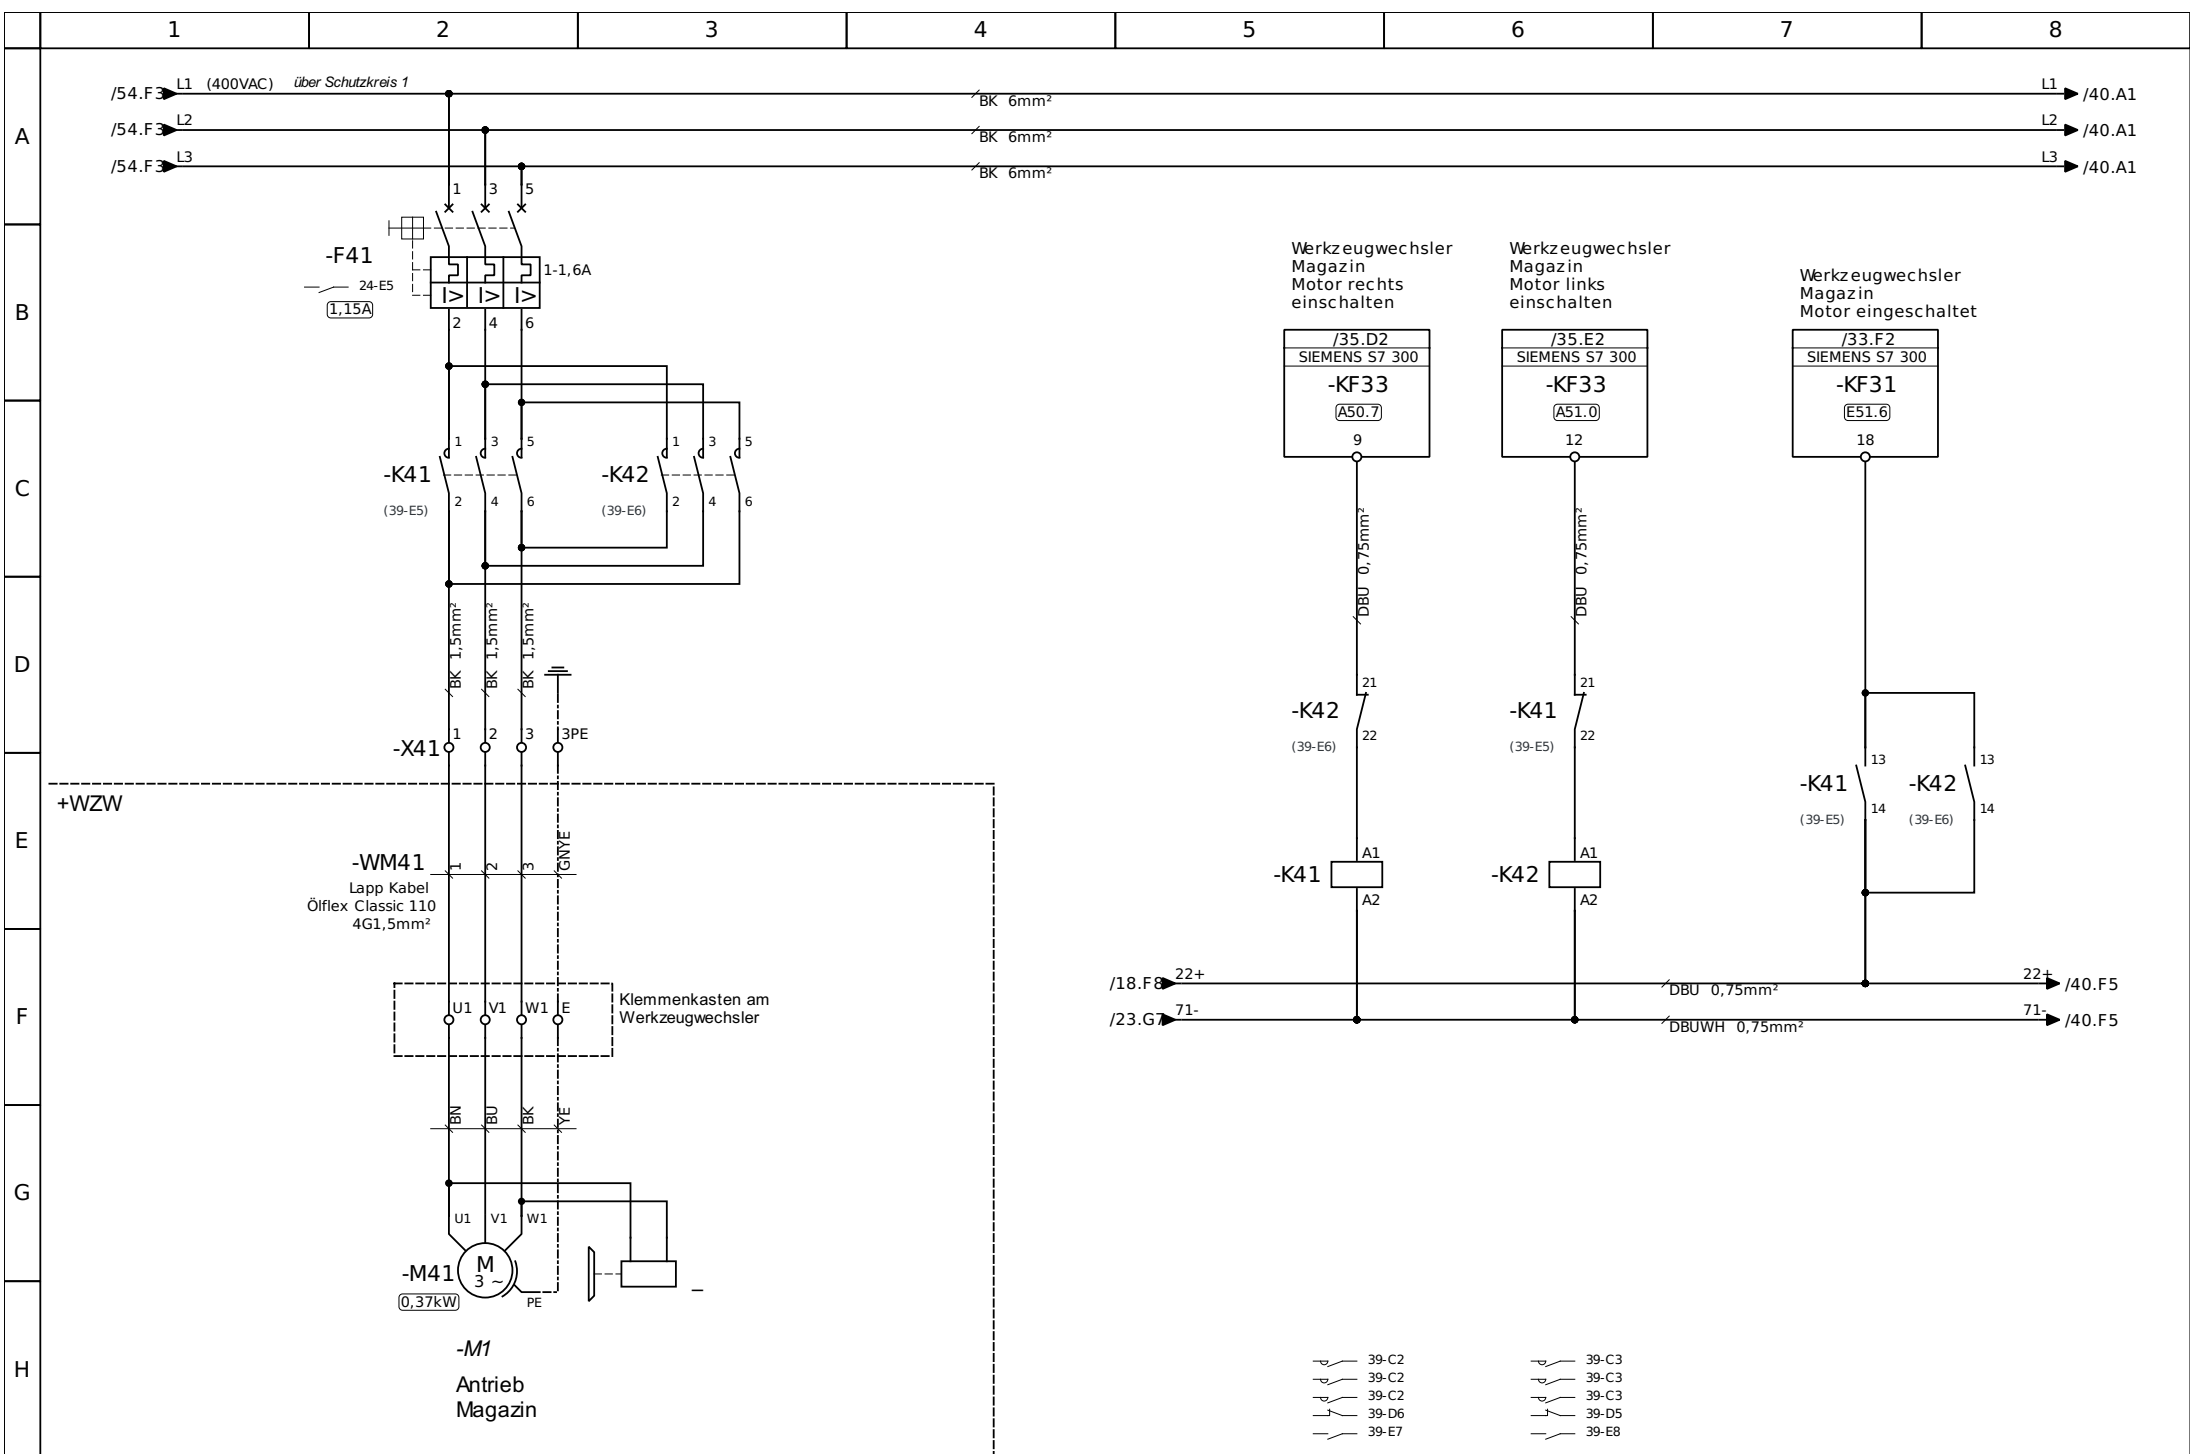 1 2 3 4 5 6 7 8
A
B
C
D
E
F
G
H
/54.F3 L1 (400VAC) über Schutzkreis 1 BK 6mm² L1 /40.A1
/54.F3 L2 BK 6mm² L2 /40.A1
/54.F3 L3 BK 6mm² L3 /40.A1
1 3 5
-F41
1-1,6A
24-E5
I> I> I>
1,15A
2 4 6
1 3 5
-K41
2 4 6
(39-E5)
1 3 5
-K42
2 4 6
(39-E6)
BK 1,5mm²
BK 1,5mm²
BK 1,5mm²
-X41 1 2 3 3PE
+WZW
-WM41 1 2 3 GNYE
Lapp Kabel
Ölflex Classic 110
4G1,5mm²
U1 V1 W1 E
Klemmenkasten am
Werkzeugwechsler
BN BU BK YE
U1 V1 W1
M
3 ~
-M41
0,37kW
PE
–
-M1
Antrieb
Magazin
Werkzeugwechsler
Magazin
Motor rechts
einschalten
/35.D2
SIEMENS S7 300
-KF33
A50.7
9
DBU 0,75mm²
21
-K42
22
(39-E6)
A1
-K41
A2
Werkzeugwechsler
Magazin
Motor links
einschalten
/35.E2
SIEMENS S7 300
-KF33
A51.0
12
DBU 0,75mm²
21
-K41
22
(39-E5)
A1
-K42
A2
Werkzeugwechsler
Magazin
Motor eingeschaltet
/33.F2
SIEMENS S7 300
-KF31
E51.6
18
13
-K41
14
(39-E5)
13
-K42
14
(39-E6)
/18.F8 22+ DBU 0,75mm² 22+ /40.F5
/23.G7 71- DBUWH 0,75mm² 71- /40.F5
39-C2
39-C2
39-C2
39-D6
39-E7
39-C3
39-C3
39-C3
39-D5
39-E8